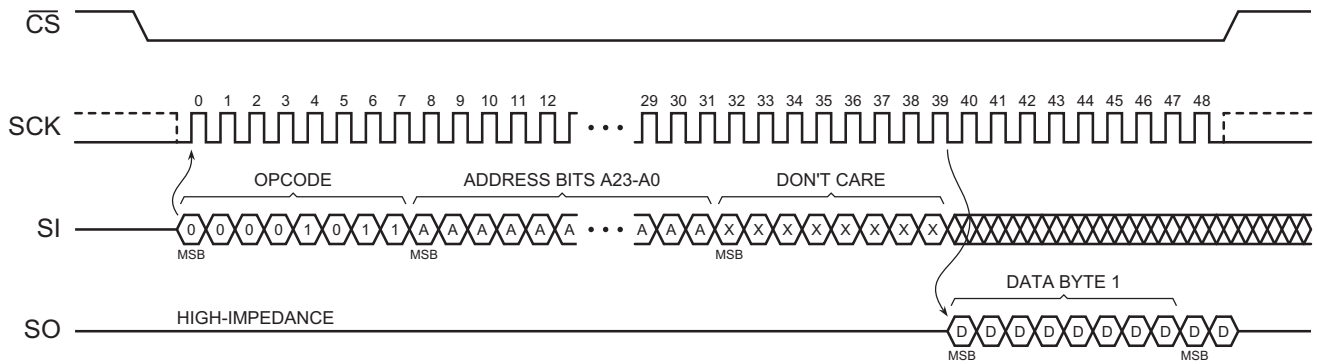 CS
SCK
0 1 2 3 4 5 6 7 8 9 10 11 12 29 30 31 32 33 34 35 36 37 38 39 40 41 42 43 44 45 46 47 48
OPCODE ADDRESS BITS A23-A0 DON'T CARE
SI
0 0 0 0 1 0 1 1 A A A A A A A A A X X X X X X X X
MSB MSB MSB
DATA BYTE 1
SO
HIGH-IMPEDANCE
D D D D D D D D D D
MSB MSB